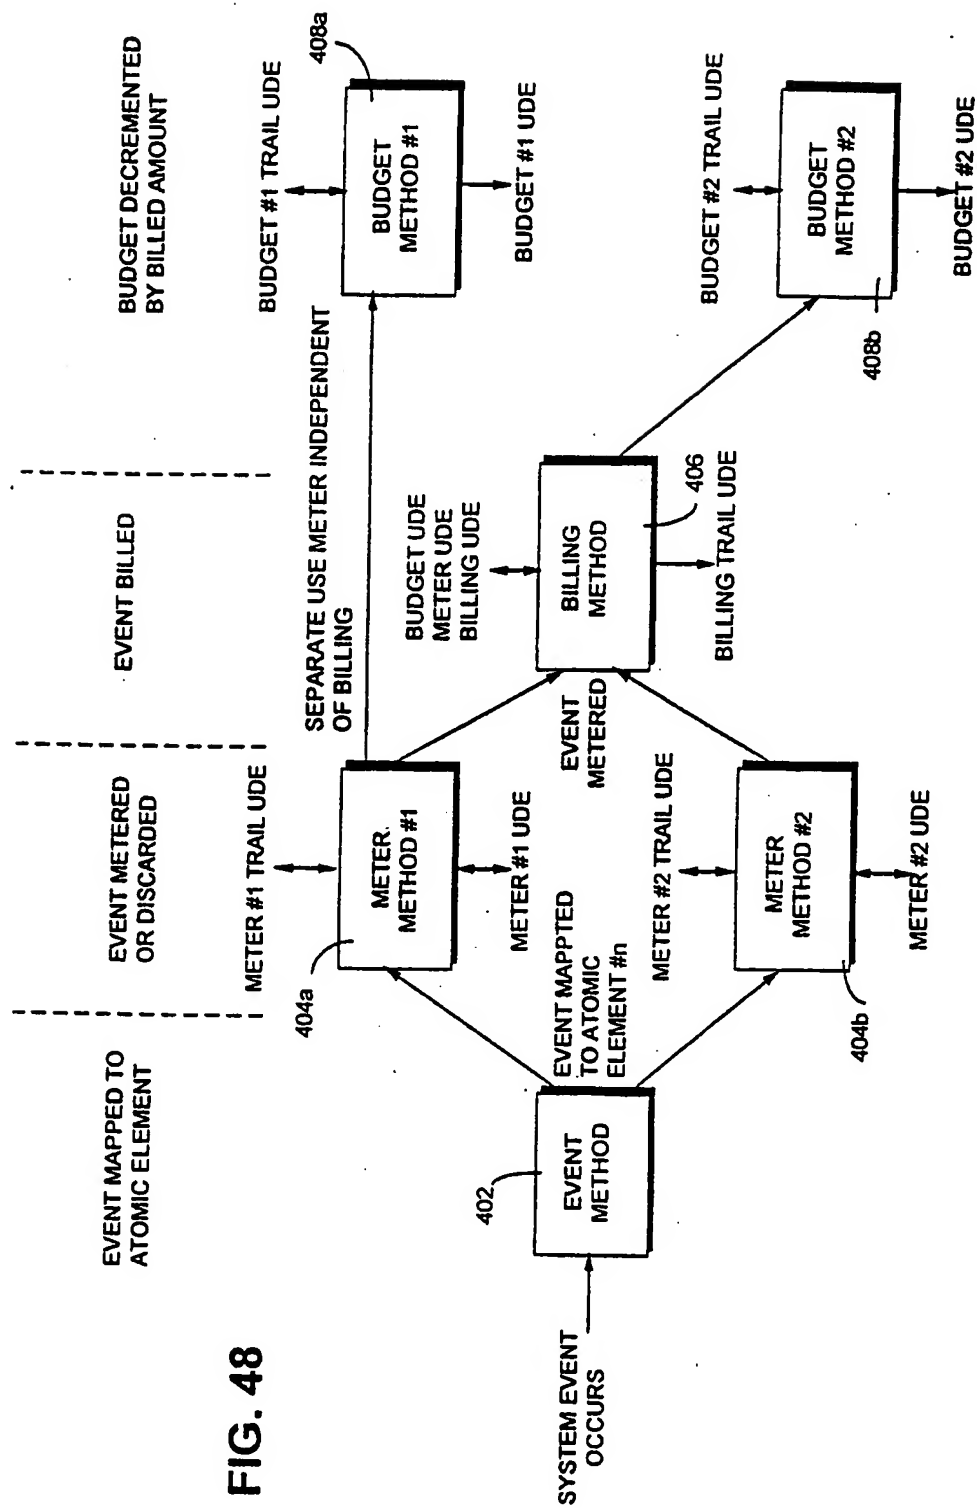 FIG. 48
EVENT MAPPED TO
ATOMIC ELEMENT
EVENT METERED
OR DISCARDED
EVENT BILLED
BUDGET DECREMENTED
BY BILLED AMOUNT
SYSTEM EVENT
OCCURS
402
EVENT
METHOD
EVENT MAPPTED
TO ATOMIC
ELEMENT #n
METER #1 TRAIL UDE
404a
METER.
METHOD #1
METER #1 UDE
METER #2 TRAIL UDE
METER
METHOD #2
404b
METER #2 UDE
SEPARATE USE METER INDEPENDENT
OF BILLING
EVENT
METERED
BUDGET UDE
METER UDE
BILLING UDE
BILLING
METHOD
406
BILLING TRAIL UDE
BUDGET #1 TRAIL UDE
408a
BUDGET
METHOD #1
BUDGET #1 UDE
BUDGET #2 TRAIL UDE
BUDGET
METHOD #2
408b
BUDGET #2 UDE